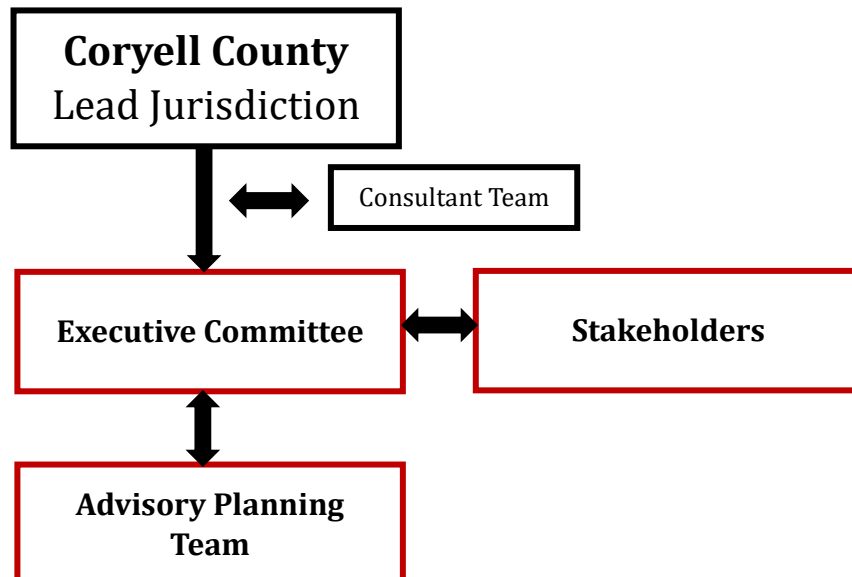 Coryell County
Lead Jurisdiction
Consultant Team
Executive Committee
Stakeholders
Advisory Planning
Team